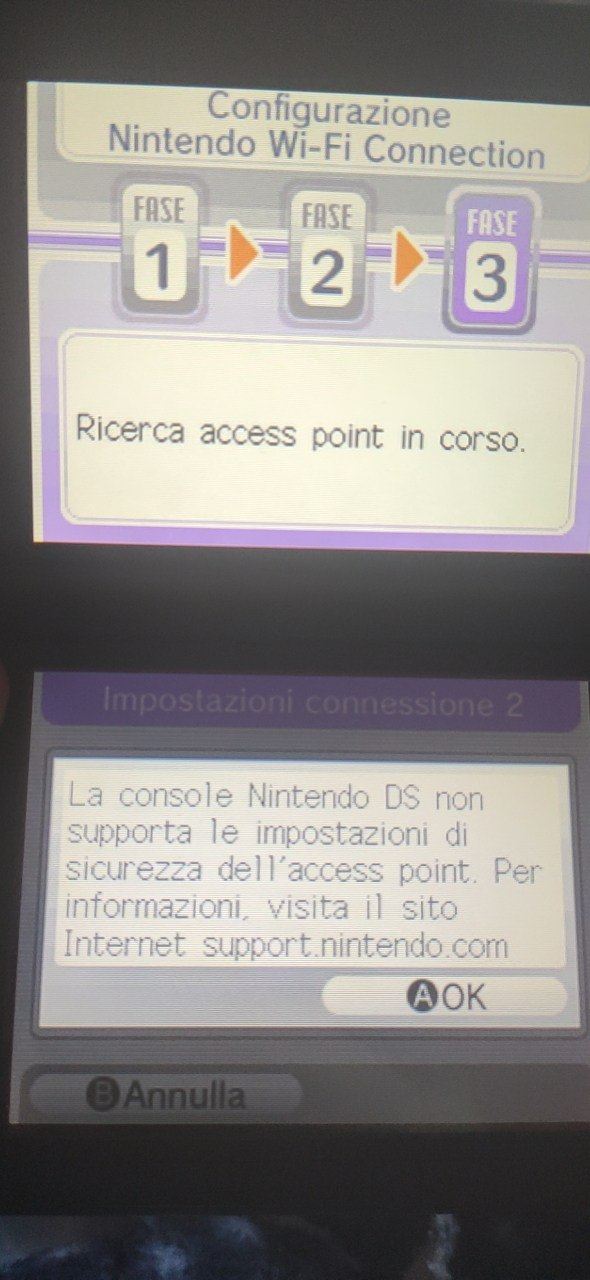 Configurazione
Nintendo Wi-Fi Connection
FASE
1
FASE
2
FASE
3
Ricerca access point in corso.
Impostazioni connessione 2
La console Nintendo DS non
supporta le impostazioni di
sicurezza dell'access point. Per
informazioni, visita il sito
Internet support.nintendo.com
A OK
B Annulla